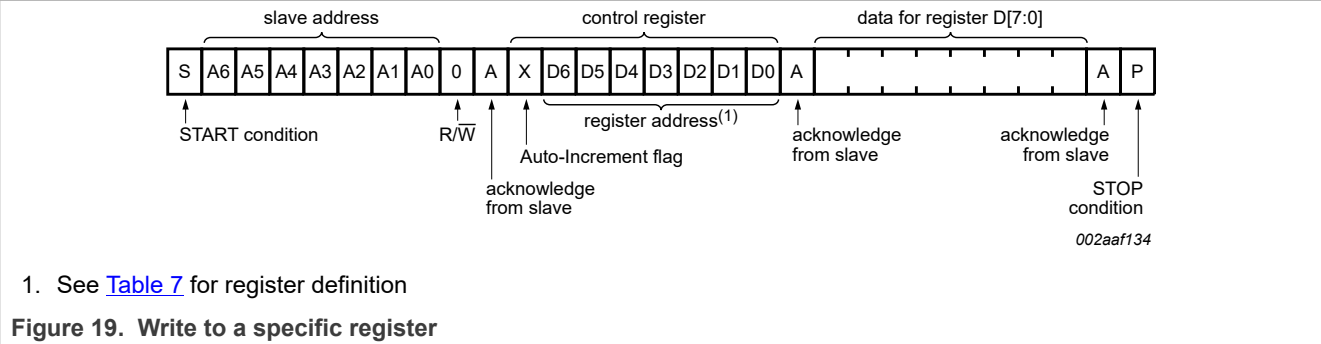 slave address control register data for register D[7:0]
S A6 A5 A4 A3 A2 A1 A0 0 A X D6 D5 D4 D3 D2 D1 D0 A A P
register address(1)
START condition R/W̅ acknowledge acknowledge
from slave from slave
Auto-Increment flag
acknowledge STOP
from slave condition
002aaf134
1. See Table 7 for register definition
Figure 19. Write to a specific register